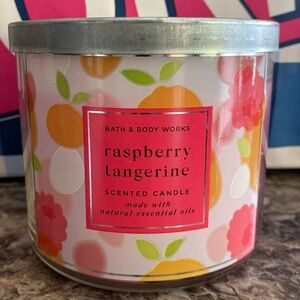 BATH & BODY WORKS
raspberry
tangerine
SCENTED CANDLE
made with
natural essential oils